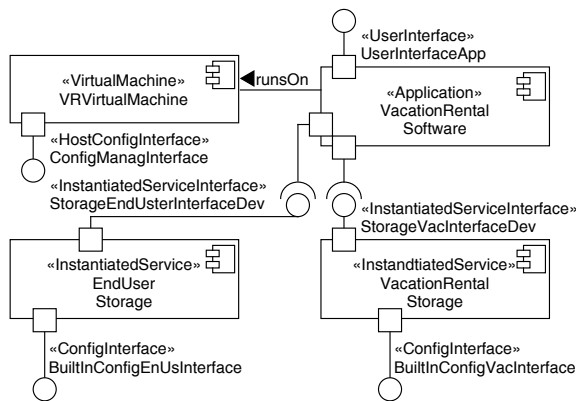 «UserInterface»
UserInterfaceApp
«VirtualMachine»
VRVirtualMachine
runsOn
«Application»
VacationRental
Software
«HostConfigInterface»
ConfigManagInterface
«InstantiatedServiceInterface»
StorageEndUsterInterfaceDev
«InstantiatedServiceInterface»
StorageVacInterfaceDev
«InstantiatedService»
EndUser
Storage
«InstandtiatedService»
VacationRental
Storage
«ConfigInterface»
BuiltInConfigEnUsInterface
«ConfigInterface»
BuiltInConfigVacInterface